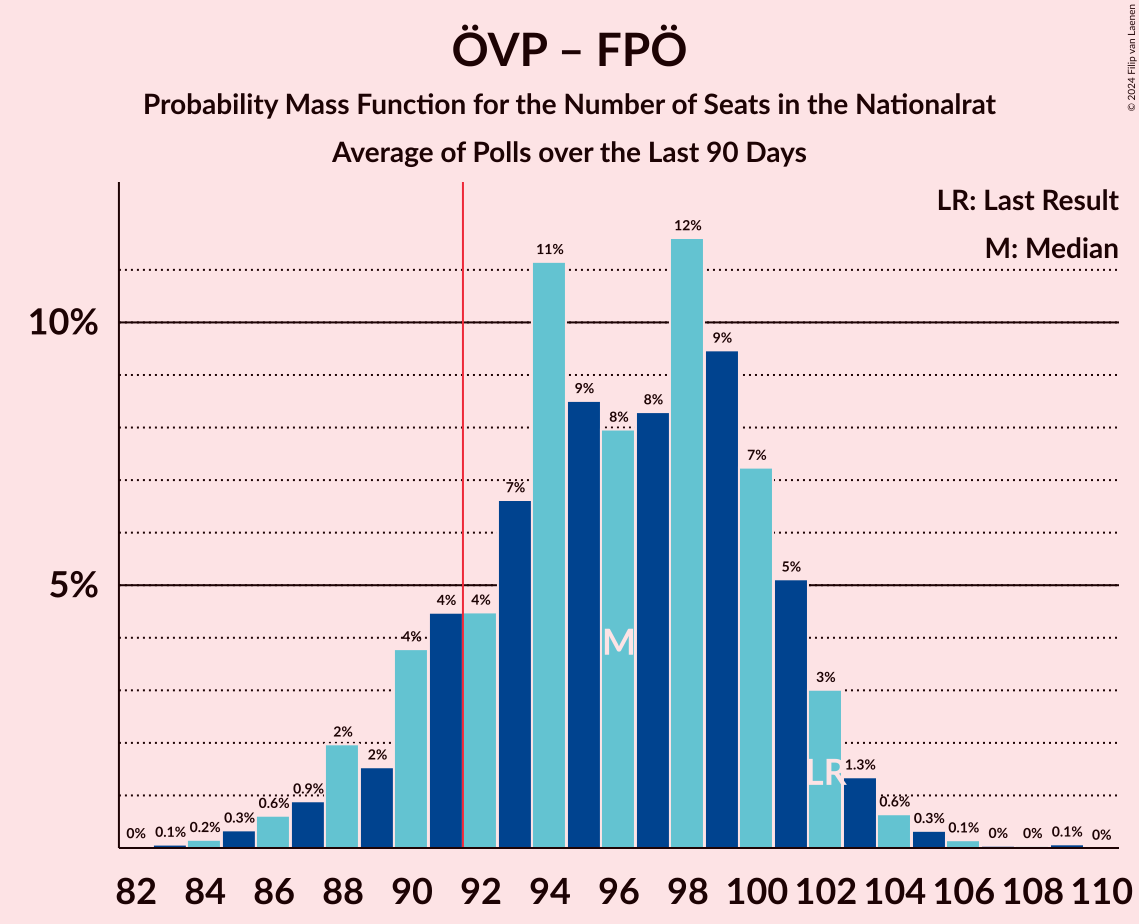 ÖVP – FPÖ
Probability Mass Function for the Number of Seats in the Nationalrat
Average of Polls over the Last 90 Days
© 2024 Filip van Laenen
LR: Last Result
M: Median
10%
5%
0% 0.1% 0.2% 0.3% 0.6% 0.9% 2% 2% 4% 4% 4% 7% 11% 9% 8% 8% 12% 9% 7% 5% 3% 1.3% 0.6% 0.3% 0.1% 0% 0% 0.1% 0%
M
LR
82 84 86 88 90 92 94 96 98 100 102 104 106 108 110